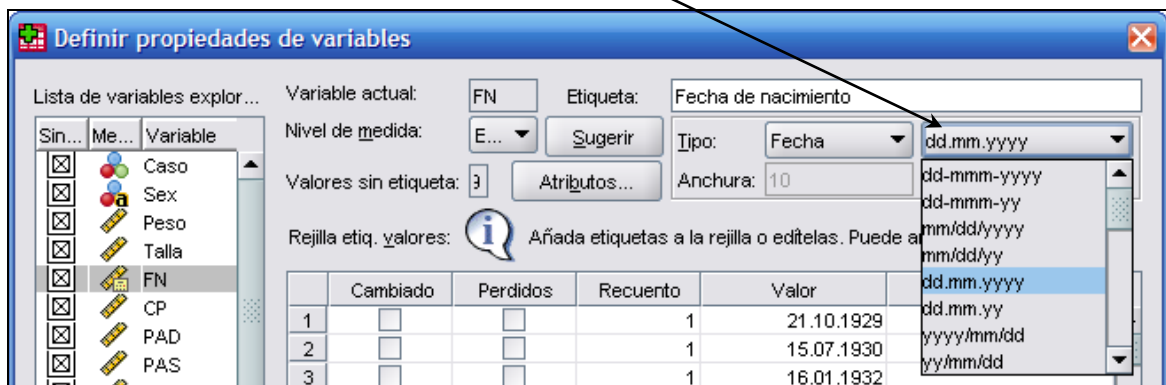 Definir propiedades de variables
Lista de variables explor...
Variable actual: FN Etiqueta: Fecha de nacimiento
Nivel de medida: E... Sugerir Tipo: Fecha dd.mm.yyyy
Sin... Me... Variable
Valores sin etiqueta: Atributos... Anchura: 10
Rejilla etiq. valores: i Añada etiquetas a la rejilla o edítelas. Puede
Caso
a Sex
Peso
Talla
FN
CP
PAD
PAS
dd-mmm-yyyy
dd-mmm-yy
mm/dd/yyyy
mm/dd/yy
dd.mm.yyyy
dd.mm.yy
yyyy/mm/dd
yy/mm/dd
Cambiado Perdidos Recuento Valor
1 1 21.10.1929
2 1 15.07.1930
3 1 16.01.1932